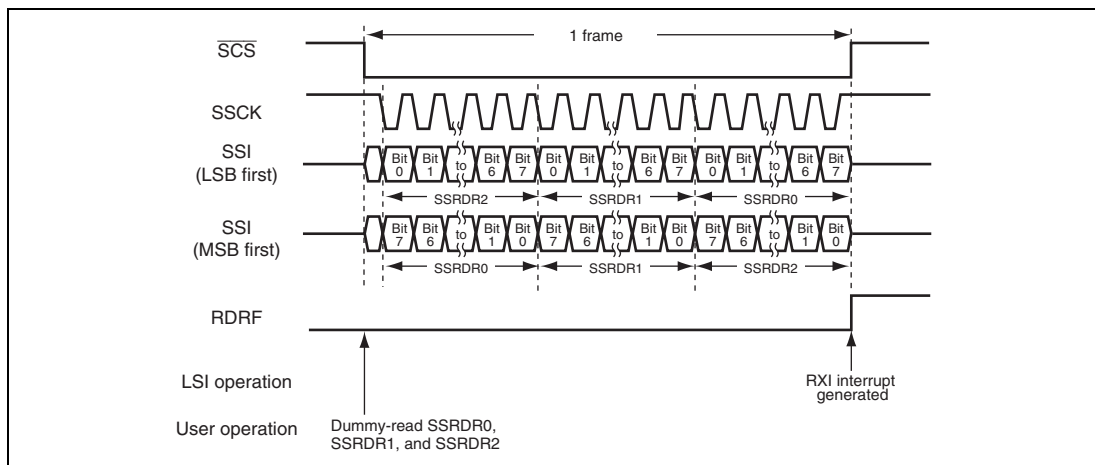 1 frame
SCS
SSCK
SSI
(LSB first)
Bit 0 Bit 1 to Bit 6 Bit 7 Bit 0 Bit 1 to Bit 6 Bit 7 Bit 0 Bit 1 to Bit 6 Bit 7
SSRDR2 SSRDR1 SSRDR0
SSI
(MSB first)
Bit 7 Bit 6 to Bit 1 Bit 0 Bit 7 Bit 6 to Bit 1 Bit 0 Bit 7 Bit 6 to Bit 1 Bit 0
SSRDR0 SSRDR1 SSRDR2
RDRF
LSI operation
RXI interrupt
generated
User operation
Dummy-read SSRDR0,
SSRDR1, and SSRDR2